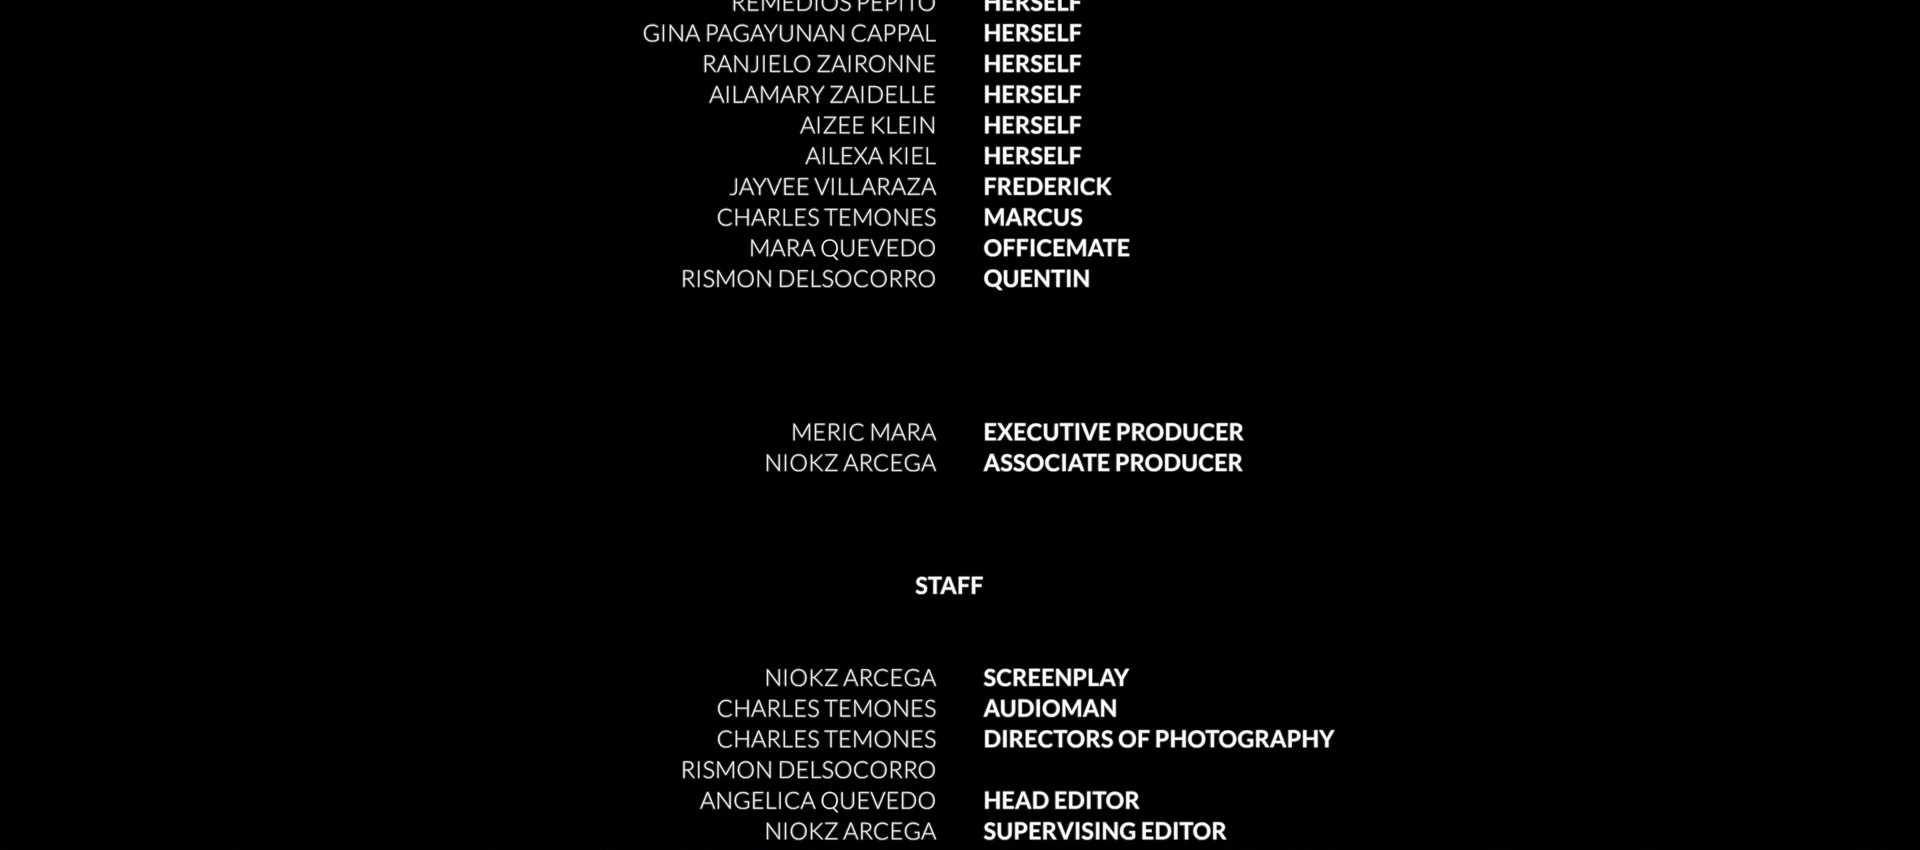 REMEDIOS PEPITO HERSELF
GINA PAGAYUNAN CAPPAL HERSELF
RANJIELO ZAIRONNE HERSELF
AILAMARY ZAIDELLE HERSELF
AIZEE KLEIN HERSELF
AILEXA KIEL HERSELF
JAYVEE VILLARAZA FREDERICK
CHARLES TEMONES MARCUS
MARA QUEVEDO OFFICEMATE
RISMON DELSOCORRO QUENTIN
MERIC MARA EXECUTIVE PRODUCER
NIOKZ ARCEGA ASSOCIATE PRODUCER
STAFF
NIOKZ ARCEGA SCREENPLAY
CHARLES TEMONES AUDIOMAN
CHARLES TEMONES DIRECTORS OF PHOTOGRAPHY
RISMON DELSOCORRO
ANGELICA QUEVEDO HEAD EDITOR
NIOKZ ARCEGA SUPERVISING EDITOR